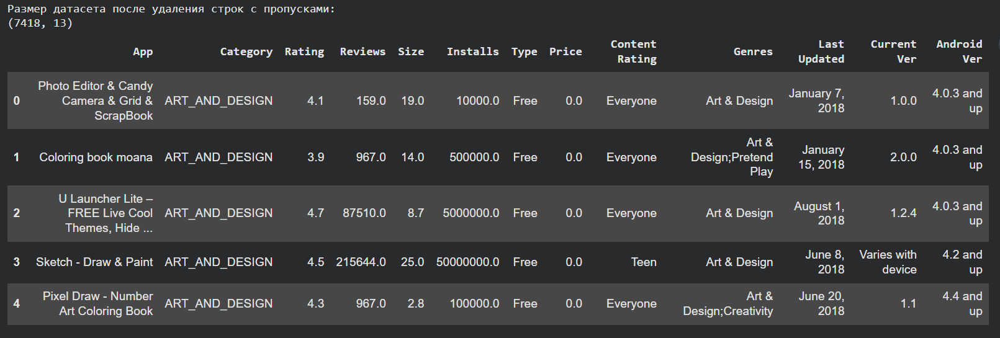 Размер датасета после удаления строк с пропусками:
(7418, 13)
App Category Rating Reviews Size Installs Type Price Content Rating Genres Last Updated Current Ver Android Ver
0 Photo Editor & Candy Camera & Grid & ScrapBook ART_AND_DESIGN 4.1 159.0 19.0 10000.0 Free 0.0 Everyone Art & Design January 7, 2018 1.0.0 4.0.3 and up
1 Coloring book moana ART_AND_DESIGN 3.9 967.0 14.0 500000.0 Free 0.0 Everyone Art & Design;Pretend Play January 15, 2018 2.0.0 4.0.3 and up
2 U Launcher Lite – FREE Live Cool Themes, Hide ... ART_AND_DESIGN 4.7 87510.0 8.7 5000000.0 Free 0.0 Everyone Art & Design August 1, 2018 1.2.4 4.0.3 and up
3 Sketch - Draw & Paint ART_AND_DESIGN 4.5 215644.0 25.0 50000000.0 Free 0.0 Teen Art & Design June 8, 2018 Varies with device 4.2 and up
4 Pixel Draw - Number Art Coloring Book ART_AND_DESIGN 4.3 967.0 2.8 100000.0 Free 0.0 Everyone Art & Design;Creativity June 20, 2018 1.1 4.4 and up